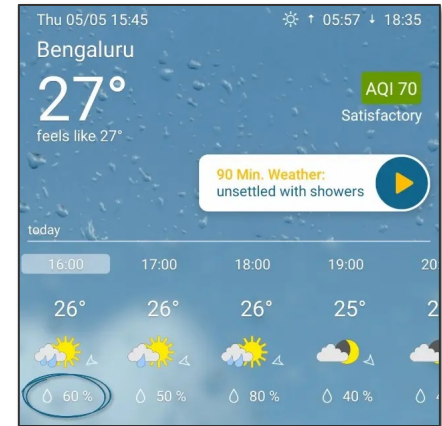 Thu 05/05 15:45 ↑ 05:57 ↓ 18:35
Bengaluru
27°
feels like 27°
AQI 70
Satisfactory
90 Min. Weather:
unsettled with showers
today
16:00 17:00 18:00 19:00 20
26° 26° 26° 25° 2
60 % 50 % 80 % 40 % 4